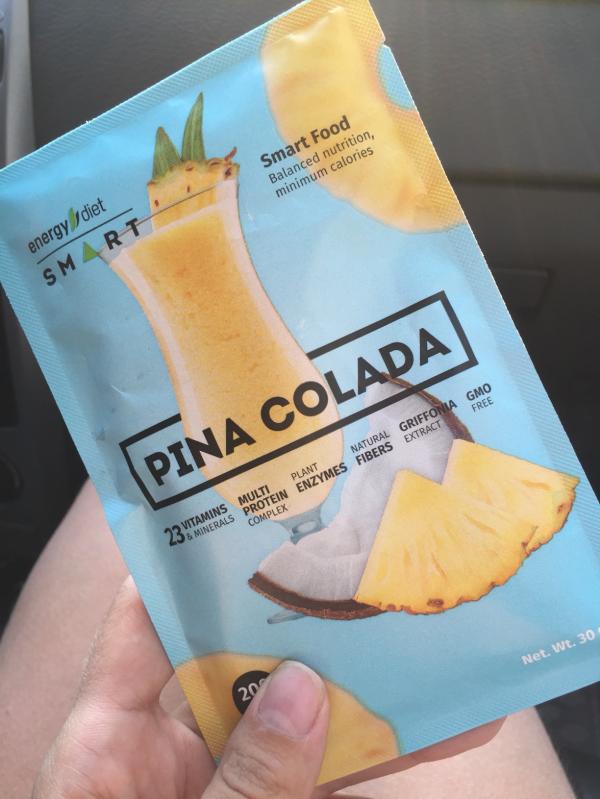 Smart Food
Balanced nutrition,
minimum calories
energy diet
SMART
PINA COLADA
23 VITAMINS
& MINERALS
MULTI
PROTEIN
COMPLEX
PLANT
ENZYMES
NATURAL
FIBERS
GRIFFONIA
EXTRACT
GMO
FREE
Net. Wt. 30